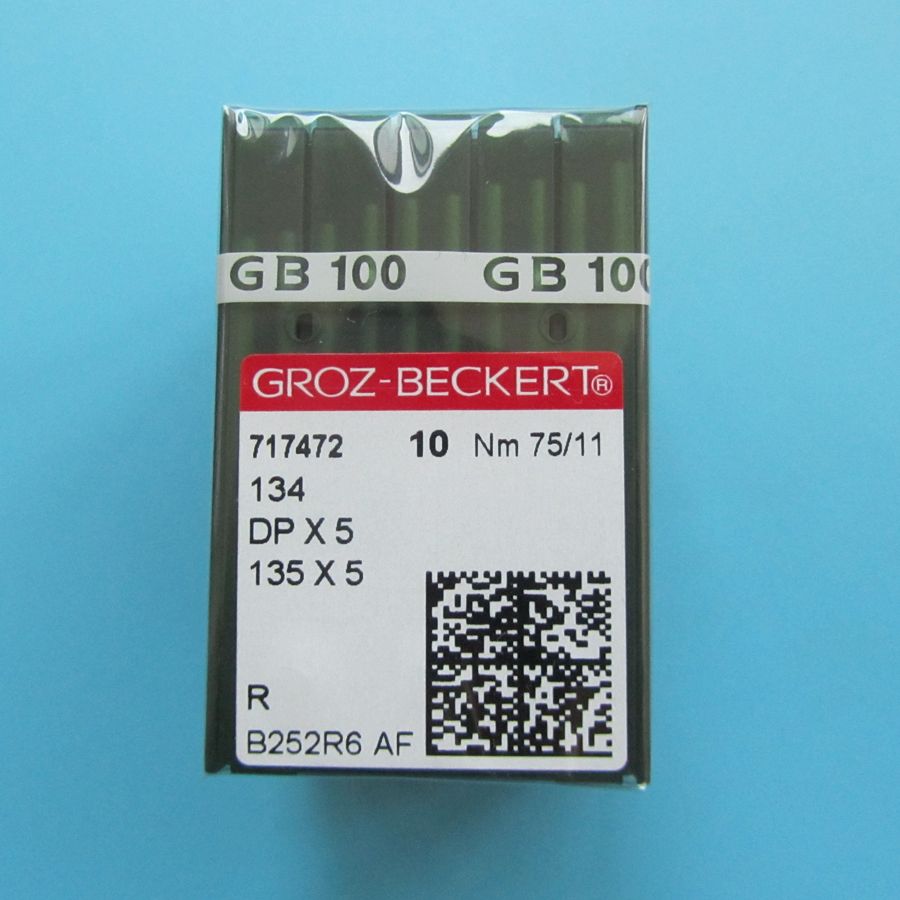 GB 100 GB 100
GROZ-BECKERT®
717472 10 Nm 75/11
134
DP X 5
135 X 5
R
B252R6 AF